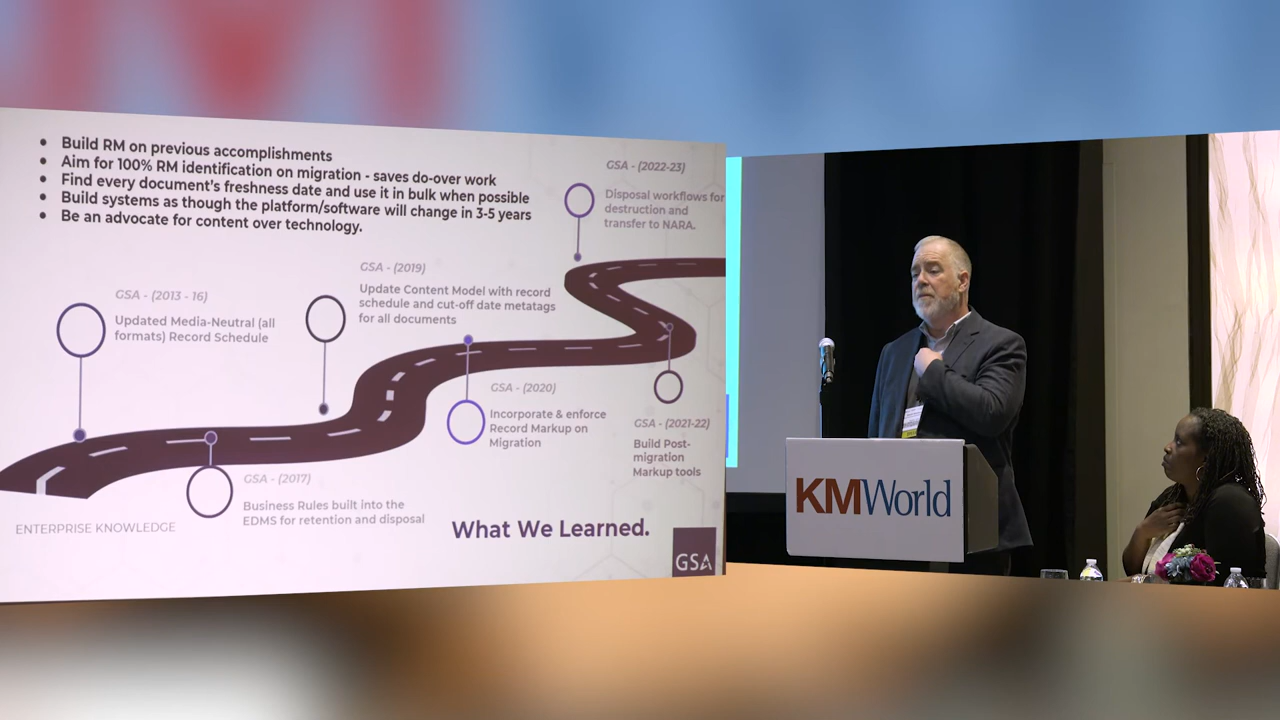 • Build RM on previous accomplishments
• Aim for 100% RM identification on migration - saves do-over work
• Find every document's freshness date and use it in bulk when possible
• Build systems as though the platform/software will change in 3-5 years
• Be an advocate for content over technology.
GSA - (2022-23)
Disposal workflows for
destruction and
transfer to NARA.
GSA - (2019)
Update Content Model with record
schedule and cut-off date metatags
for all documents
GSA - (2013 - 16)
Updated Media-Neutral (all
formats) Record Schedule
GSA - (2020)
Incorporate & enforce
Record Markup on
Migration
GSA - (2021-22)
Build Post-
migration
Markup tools
GSA - (2017)
Business Rules built into the
EDMS for retention and disposal
ENTERPRISE KNOWLEDGE
What We Learned.
GSA
KMWorld